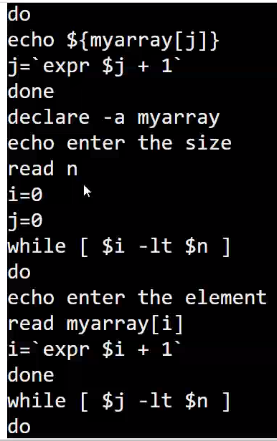 do
echo ${myarray[j]}
j=`expr $j + 1`
done
declare -a myarray
echo enter the size
read n
i=0
j=0
while [ $i -lt $n ]
do
echo enter the element
read myarray[i]
i=`expr $i + 1`
done
while [ $j -lt $n ]
do